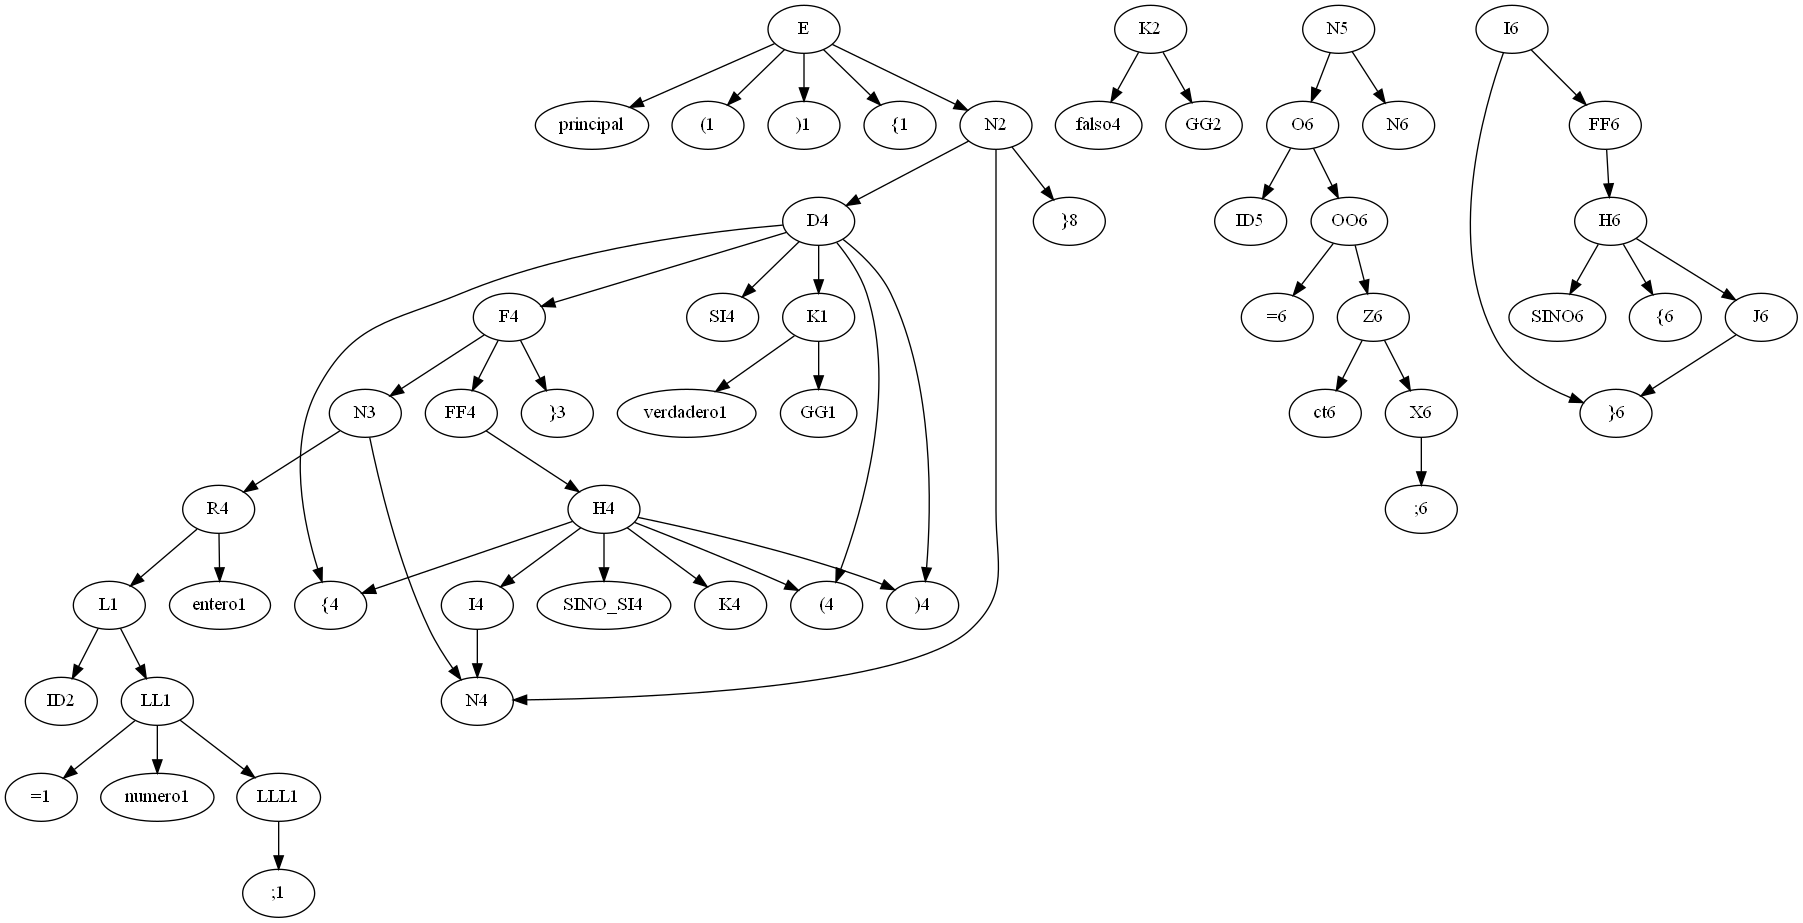 E K2 N5 I6
principal (1 )1 {1 N2 falso4 GG2 O6 N6 FF6
D4 }8 ID5 OO6 H6
F4 SI4 K1 =6 Z6 SINO6 {6 J6
N3 FF4 }3 verdadero1 GG1 ct6 X6 }6
R4 H4 ;6
L1 entero1 {4 I4 SINO_SI4 K4 (4 )4
ID2 LL1 N4
=1 numero1 LLL1
;1